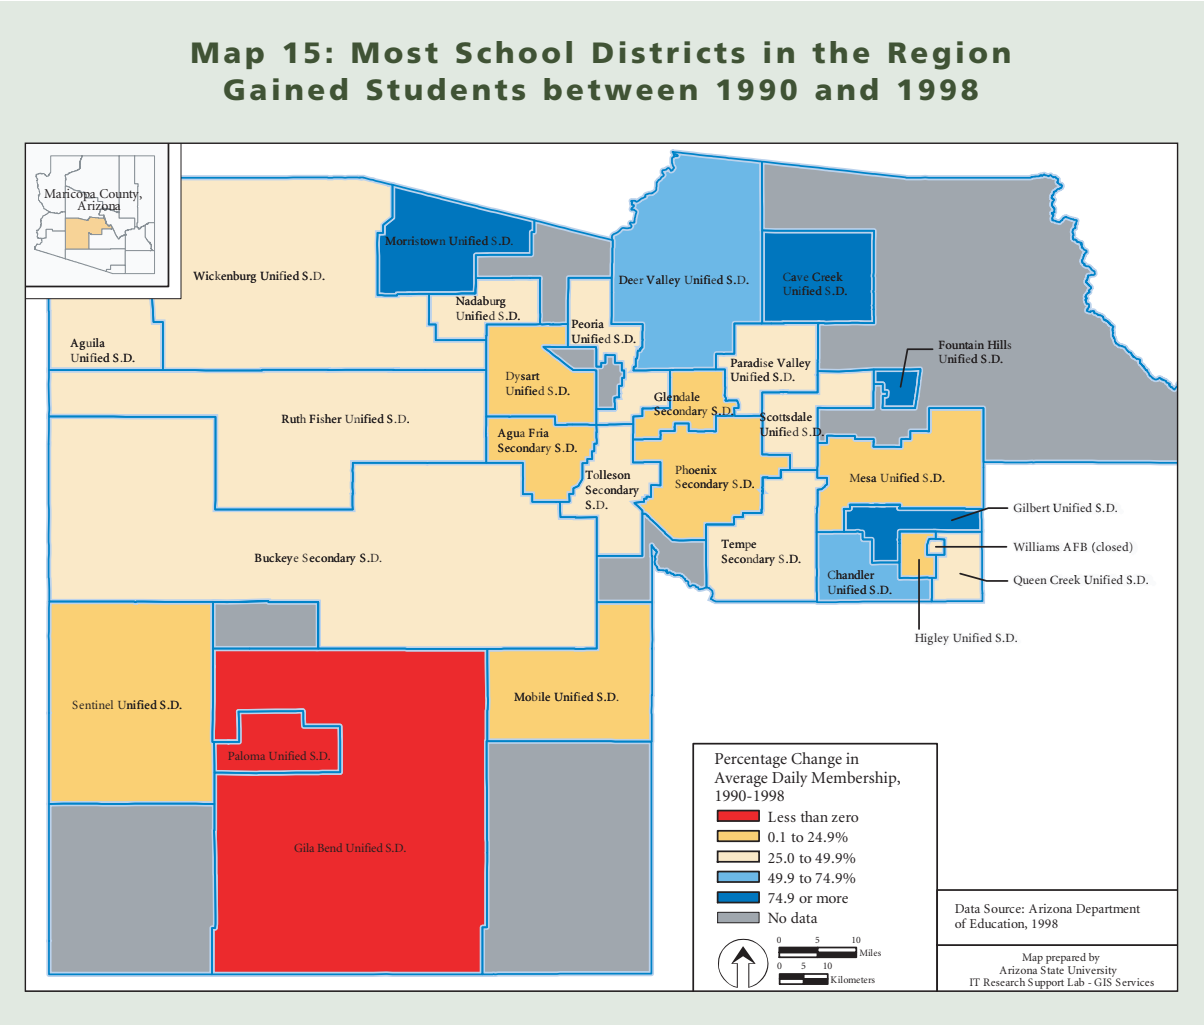 Map 15: Most School Districts in the Region
Gained Students between 1990 and 1998
Maricopa County,
Arizona
Wickenburg Unified S.D.
Morristown Unified S.D.
Deer Valley Unified S.D.
Cave Creek
Unified S.D.
Nadaburg
Unified S.D.
Peoria
Unified S.D.
Aguila
Unified S.D.
Fountain Hills
Unified S.D.
Paradise Valley
Unified S.D.
Dysart
Unified S.D.
Glendale
Secondary S.D.
Ruth Fisher Unified S.D.
Scottsdale
Unified S.D.
Agua Fria
Secondary S.D.
Tolleson
Secondary
S.D.
Phoenix
Secondary S.D.
Mesa Unified S.D.
Gilbert Unified S.D.
Buckeye Secondary S.D.
Tempe
Secondary S.D.
Williams AFB (closed)
Chandler
Unified S.D.
Queen Creek Unified S.D.
Higley Unified S.D.
Sentinel Unified S.D.
Mobile Unified S.D.
Paloma Unified S.D.
Gila Bend Unified S.D.
Percentage Change in
Average Daily Membership,
1990-1998
Less than zero
0.1 to 24.9%
25.0 to 49.9%
49.9 to 74.9%
74.9 or more
No data
0 5 10
Miles
0 5 10
Kilometers
Data Source: Arizona Department
of Education, 1998
Map prepared by
Arizona State University
IT Research Support Lab - GIS Services